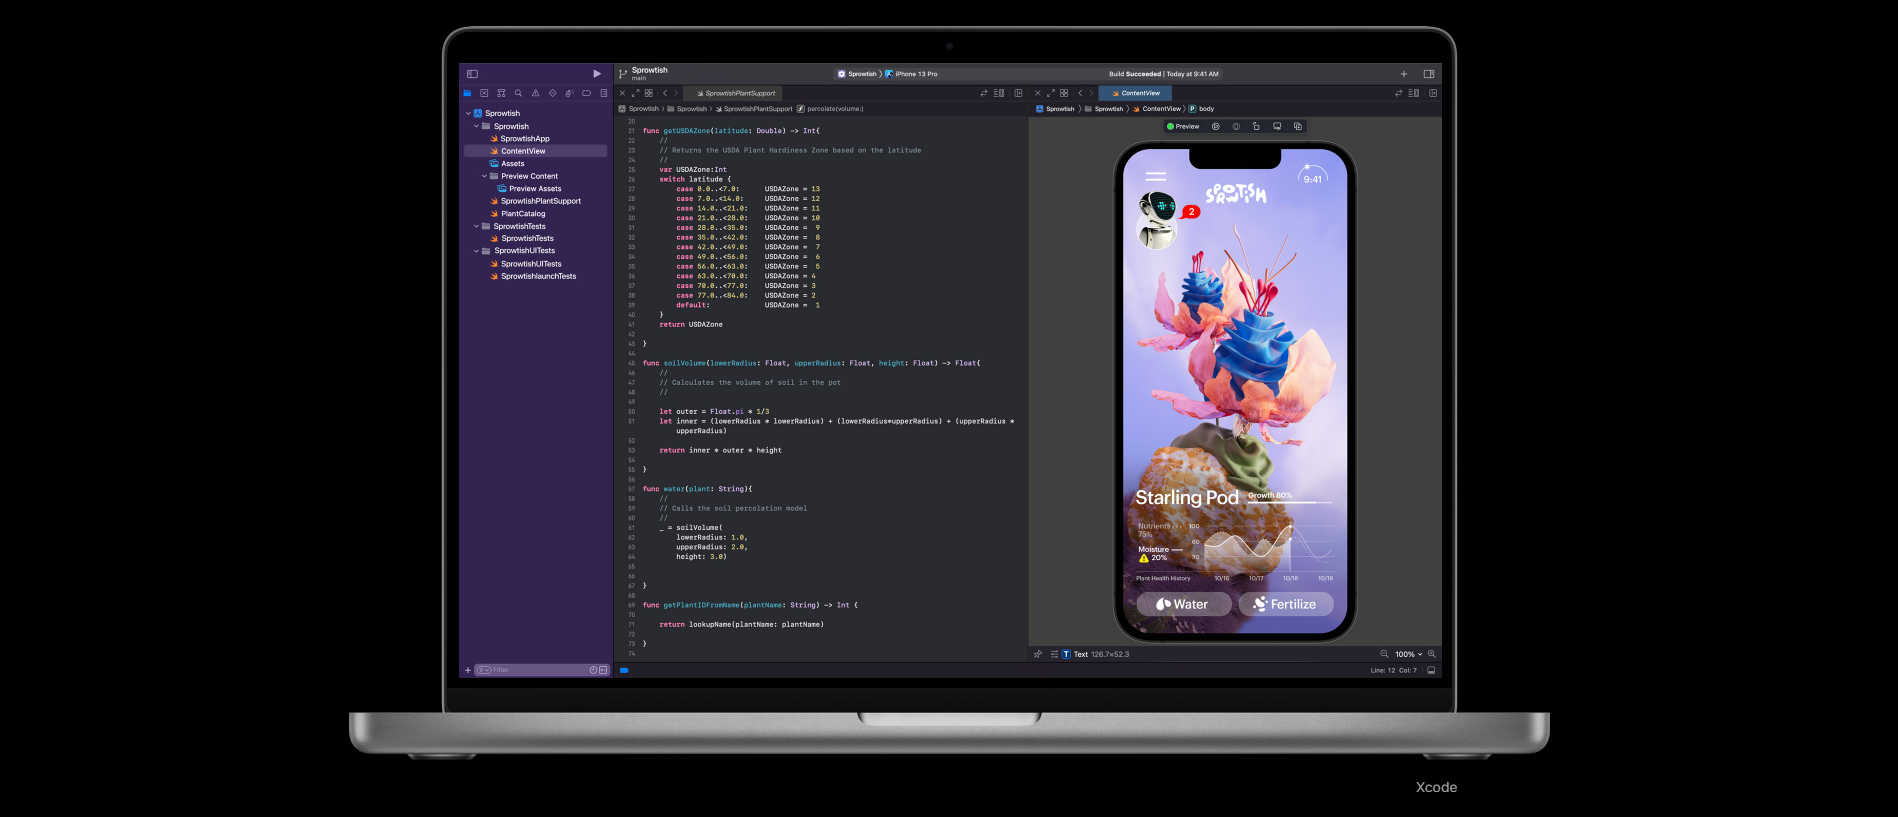 Sprowtish
main
Sprowtish 〉 iPhone 13 Pro
Build Succeeded | Today at 9:41 AM
SprowtishPlantSupport
ContentView
Sprowtish 〉 Sprowtish 〉 SprowtishPlantSupport f percolate(volume:)
Sprowtish 〉 Sprowtish 〉 ContentView 〉 P body
Sprowtish
Sprowtish
SprowtishApp
ContentView
Assets
Preview Content
Preview Assets
SprowtishPlantSupport
PlantCatalog
SprowtishTests
SprowtishTests
SprowtishUITests
SprowtishUITests
SprowtishlaunchTests
Filter
20
21 func getUSDAZone(latitude: Double) -> Int{
22 //
23 // Returns the USDA Plant Hardiness Zone based on the latitude
24 //
25 var USDAZone:Int
26 switch latitude {
27 case 0.0..<7.0: USDAZone = 13
28 case 7.0..<14.0: USDAZone = 12
29 case 14.0..<21.0: USDAZone = 11
30 case 21.0..<28.0: USDAZone = 10
31 case 28.0..<35.0: USDAZone = 9
32 case 35.0..<42.0: USDAZone = 8
33 case 42.0..<49.0: USDAZone = 7
34 case 49.0..<56.0: USDAZone = 6
35 case 56.0..<63.0: USDAZone = 5
36 case 63.0..<70.0: USDAZone = 4
37 case 70.0..<77.0: USDAZone = 3
38 case 77.0..<84.0: USDAZone = 2
39 default: USDAZone = 1
40 }
41 return USDAZone
42
43 }
44
45 func soilVolume(lowerRadius: Float, upperRadius: Float, height: Float) -> Float{
46 //
47 // Calculates the volume of soil in the pot
48 //
49
50 let outer = Float.pi * 1/3
51 let inner = (lowerRadius * lowerRadius) + (lowerRadius*upperRadius) + (upperRadius *
upperRadius)
52
53 return inner * outer * height
54
55 }
56
57 func water(plant: String){
58 //
59 // Calls the soil percolation model
60 //
61 _ = soilVolume(
62 lowerRadius: 1.0,
63 upperRadius: 2.0,
64 height: 3.0)
65
66
67 }
68
69 func getPlantIDFromName(plantName: String) -> Int {
70
71 return lookupName(plantName: plantName)
72
73 }
74
Preview
9:41
SPROWTiSH
2
Starling Pod
Growth 80%
Nutrients
75%
Moisture
20%
100
60
30
Plant Health History 10/16 10/17 10/18 10/19
Water
Fertilize
T Text 126.7×52.3
100%
Line: 12 Col: 7
Xcode